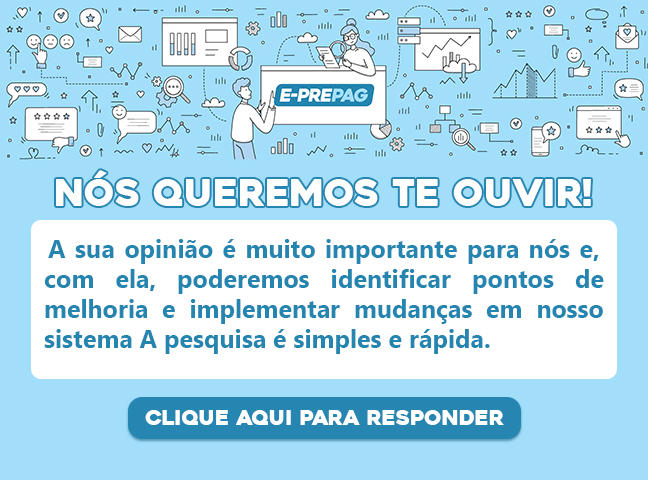 E-PREPAG
NÓS QUEREMOS TE OUVIR!
A sua opinião é muito importante para nós e,
com ela, poderemos identificar pontos de
melhoria e implementar mudanças em nosso
sistema A pesquisa é simples e rápida.
CLIQUE AQUI PARA RESPONDER